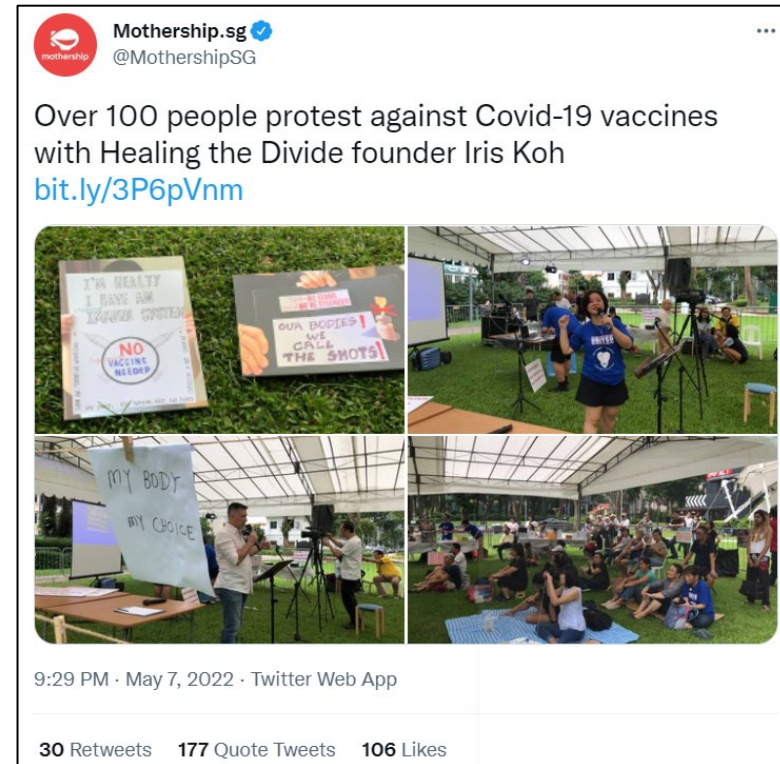 mothership
Mothership.sg
@MothershipSG
Over 100 people protest against Covid-19 vaccines
with Healing the Divide founder Iris Koh
bit.ly/3P6pVnm
I'M HEALTY
I HAVE AN
IMMUNE SYSTEM
NO
VACCINE
NEEDED
OUR BODIES!
WE
CALL
THE SHOTS!
UNITED
MY BODY
MY CHOICE
9:29 PM · May 7, 2022 · Twitter Web App
30 Retweets 177 Quote Tweets 106 Likes